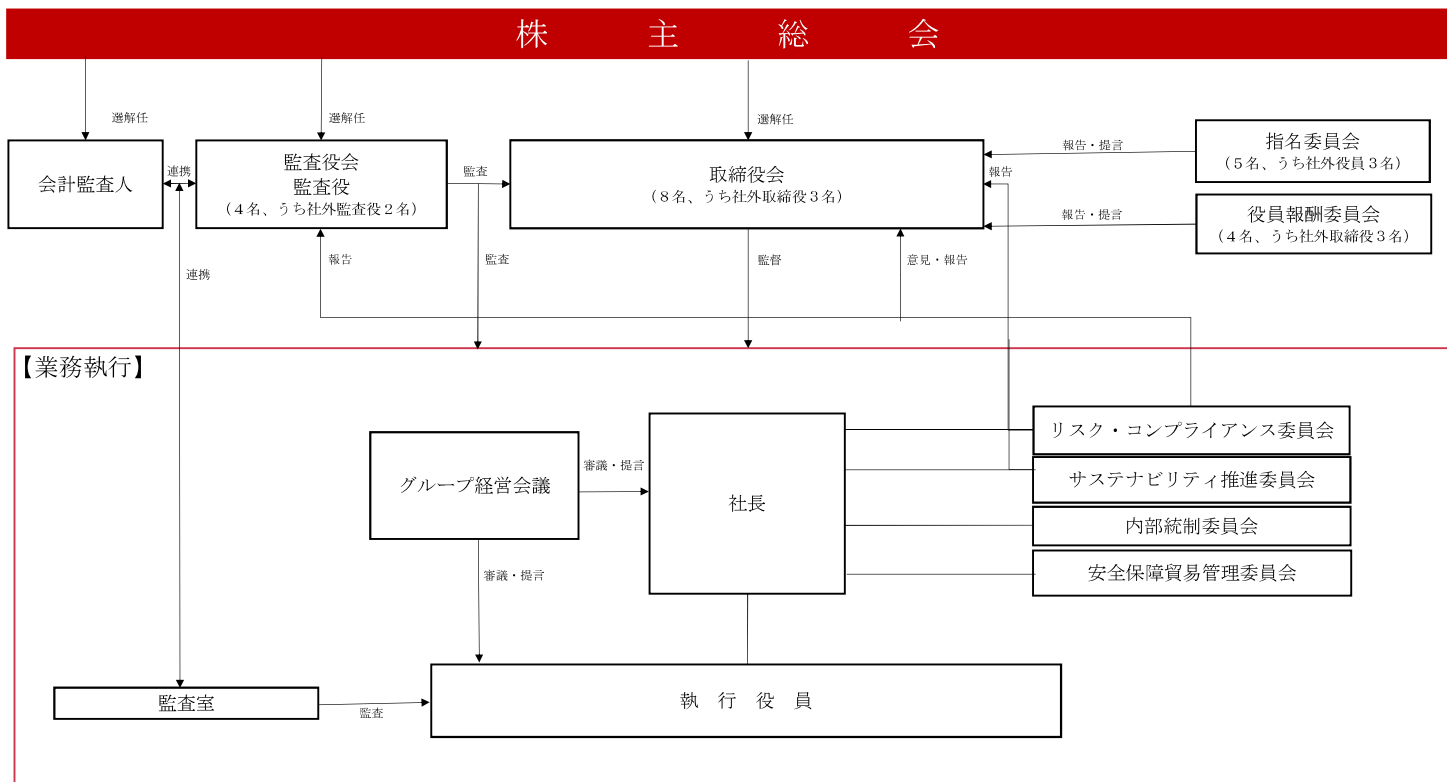 株主総会
選解任
選解任
選解任
会計監査人
連携
監査役会
監査役
(4名、うち社外監査役2名)
監査
取締役会
(8名、うち社外取締役3名)
報告・提言
報告
指名委員会
(5名、うち社外役員3名)
報告・提言
役員報酬委員会
(4名、うち社外取締役3名)
連携
報告
監査
監督
意見・報告
【業務執行】
グループ経営会議
審議・提言
社長
リスク・コンプライアンス委員会
サステナビリティ推進委員会
内部統制委員会
安全保障貿易管理委員会
審議・提言
監査室
監査
執行役員